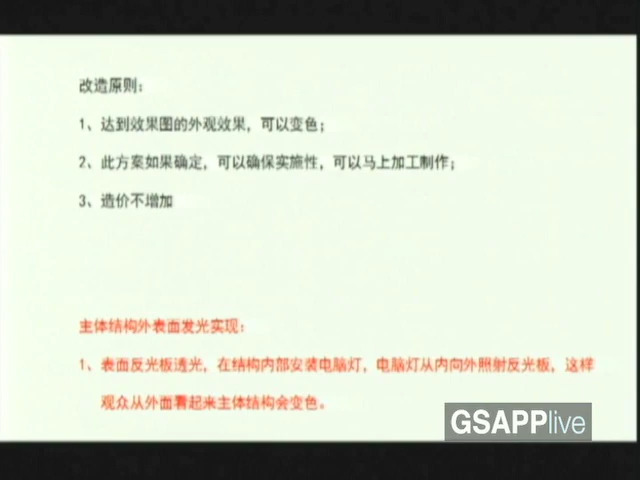 改造原则：
1、达到效果图的外观效果，可以变色；
2、此方案如果确定，可以确保实施性，可以马上加工制作；
3、造价不增加
主体结构外表面发光实现：
1、表面反光板透光，在结构内部安装电脑灯，电脑灯从内向外照射反光板，这样
观众从外面看起来主体结构会变色。
GSAPPlive